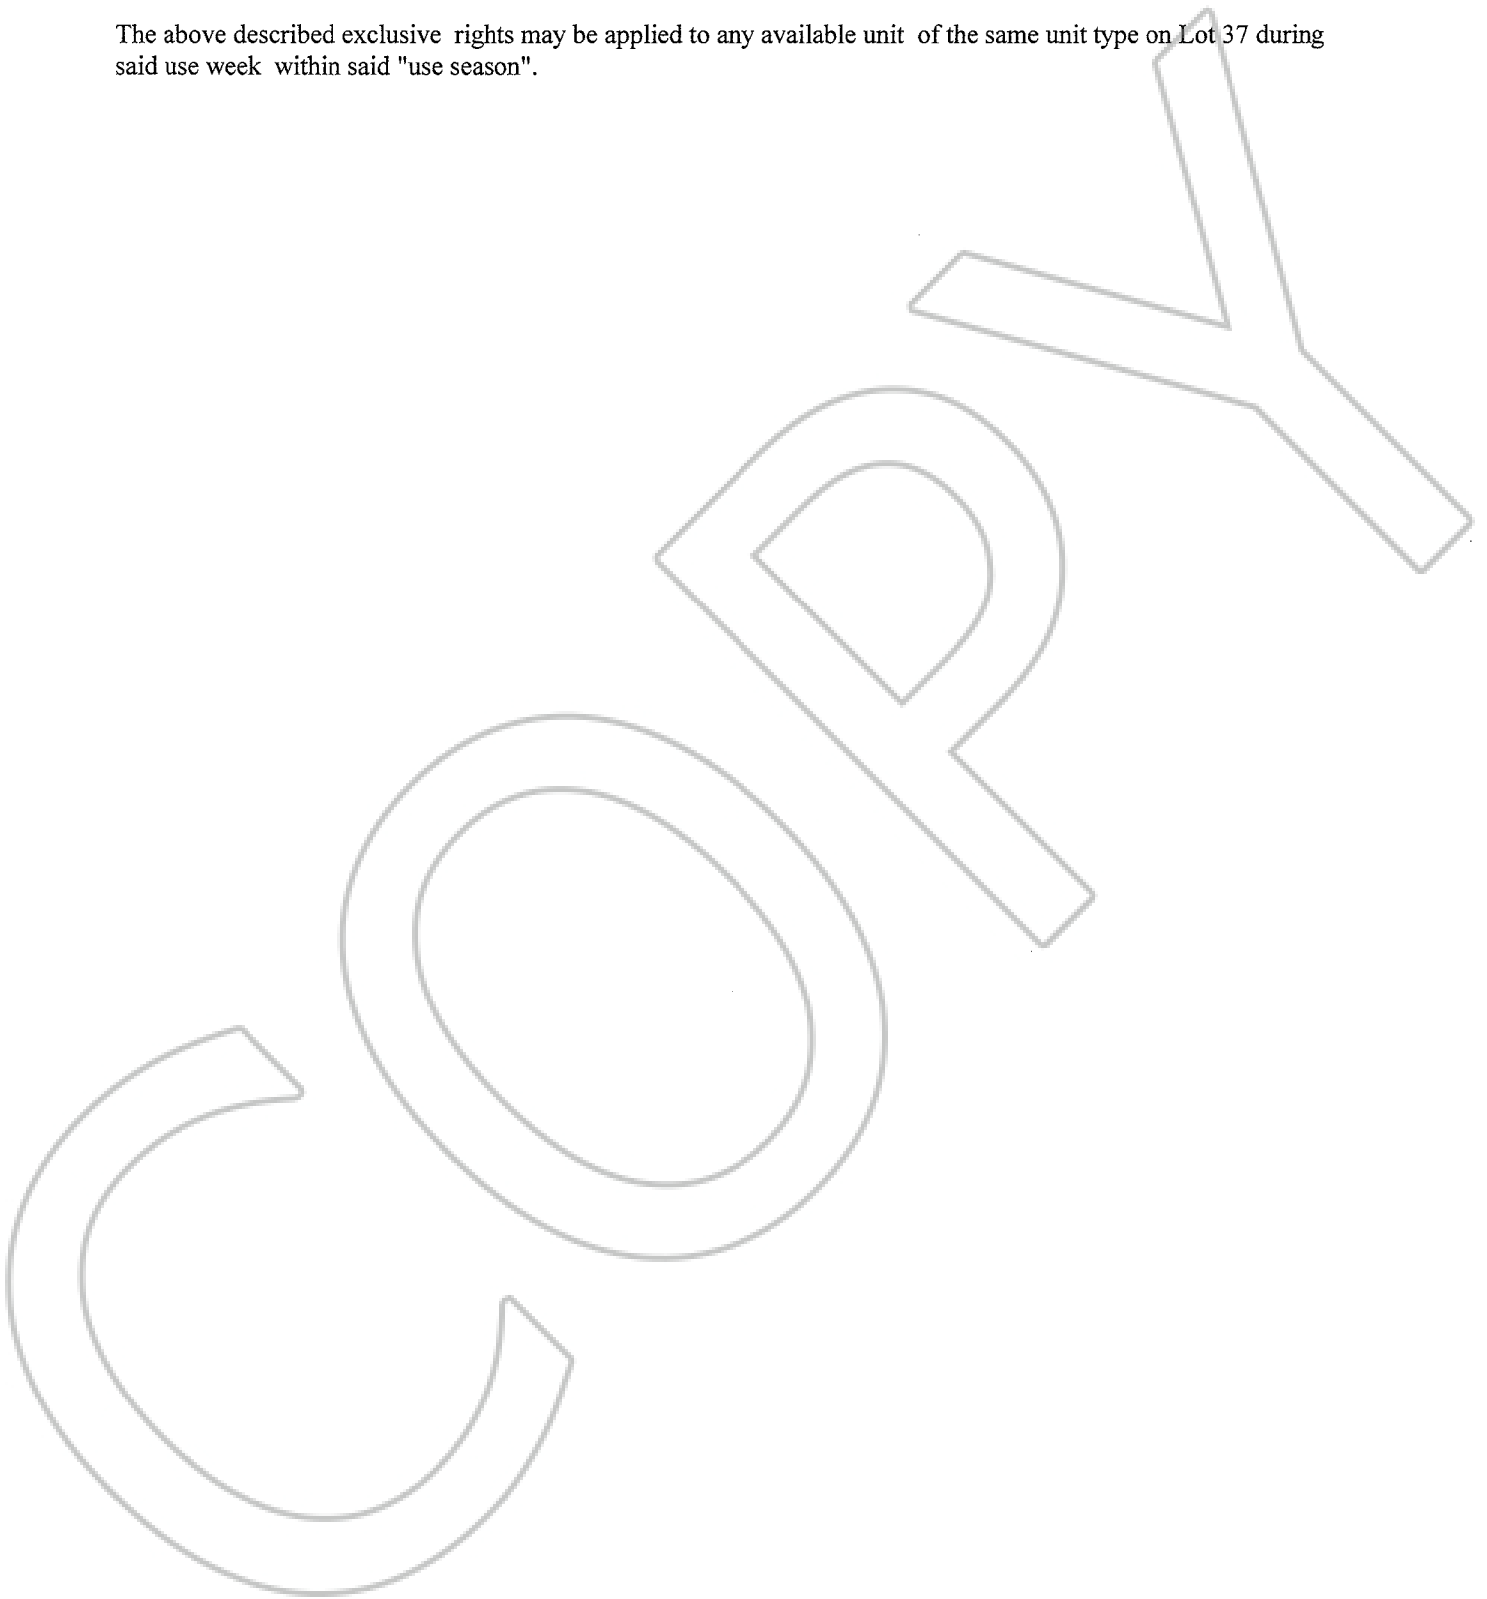 The above described exclusive rights may be applied to any available unit of the same unit type on Lot 37 during
said use week within said "use season".
COPY